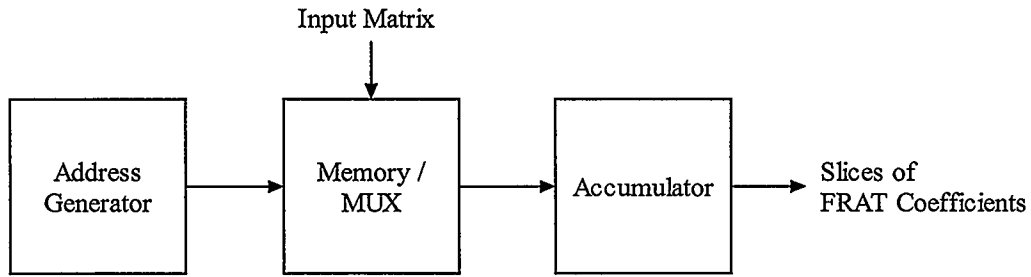 Input Matrix
Address
Generator
Memory /
MUX
Accumulator
Slices of
FRAT Coefficients